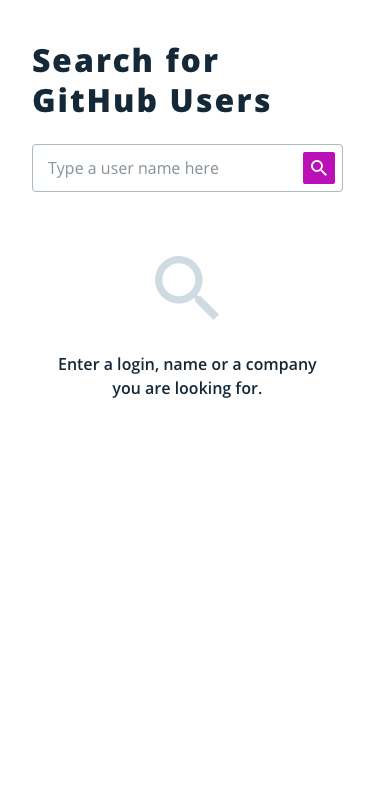 Search for
GitHub Users
Type a user name here
Enter a login, name or a company
you are looking for.